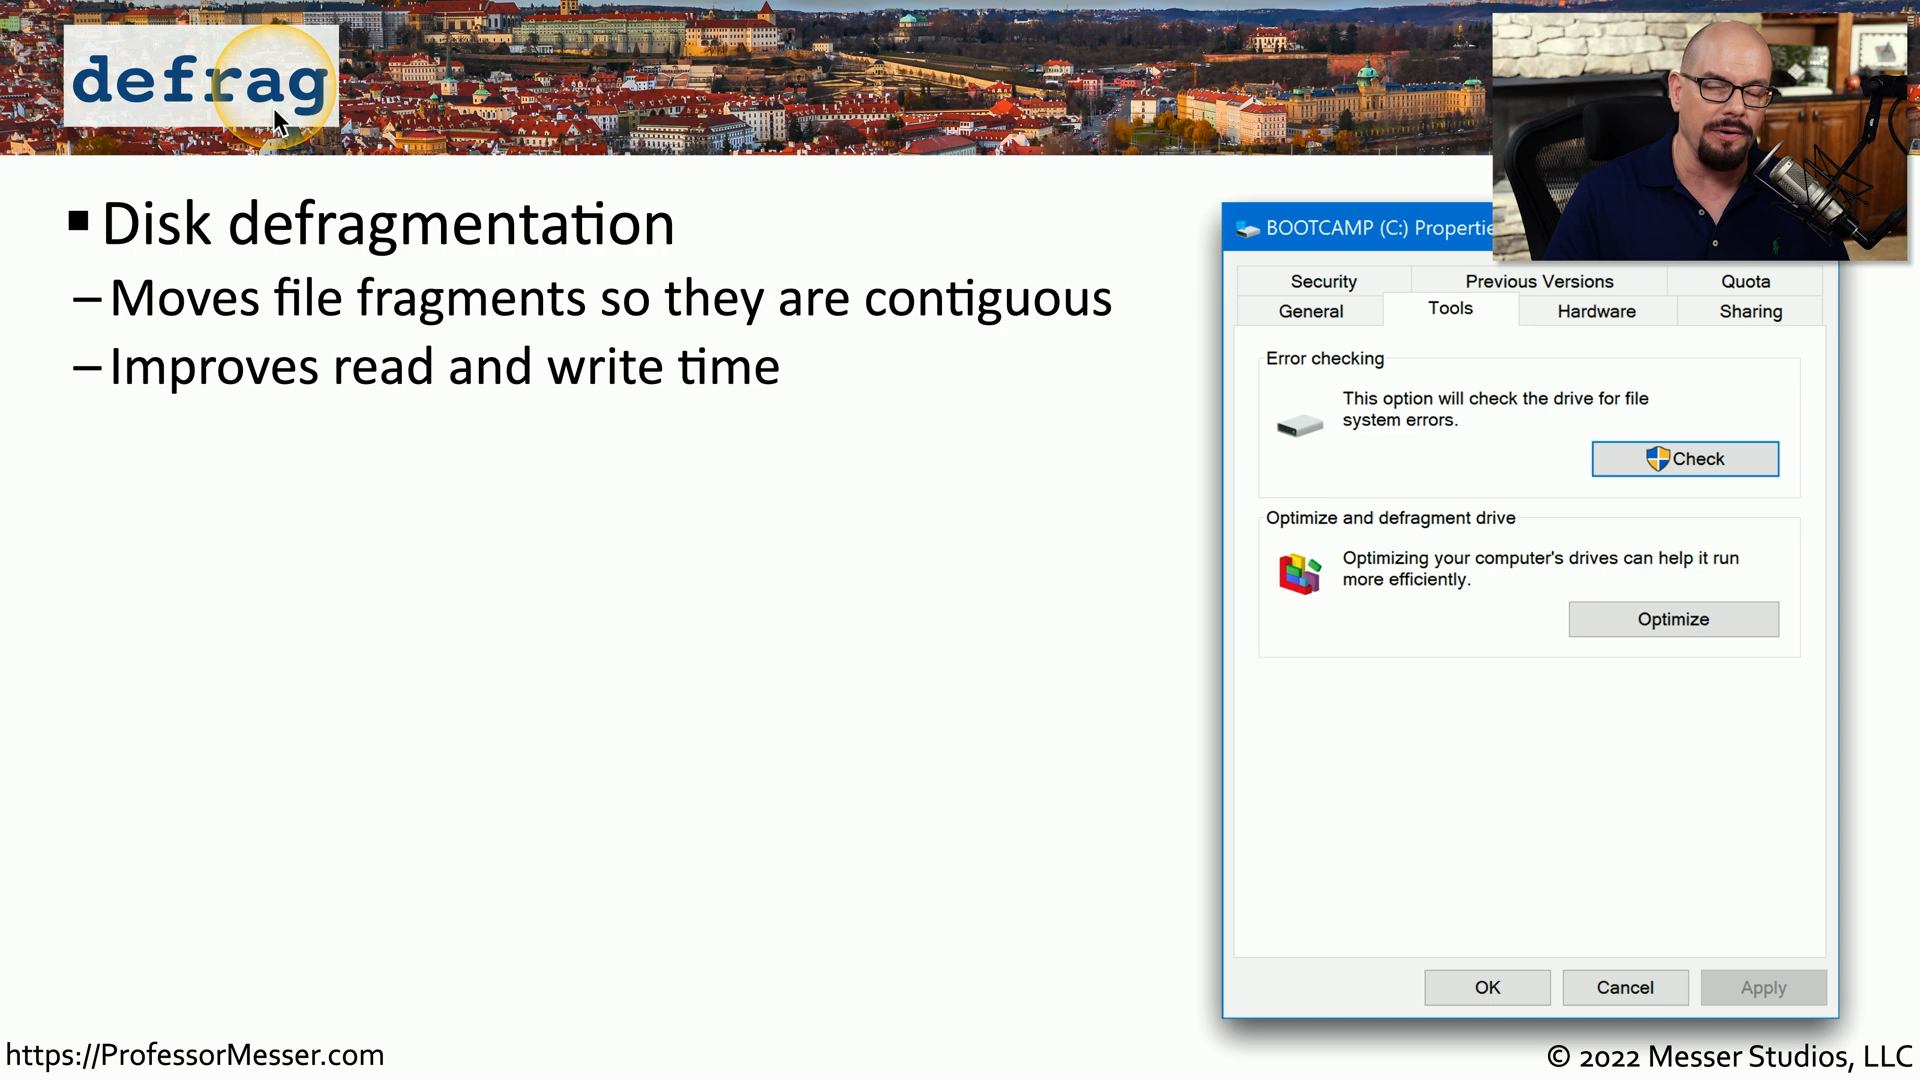 defrag
▪ Disk defragmentation
– Moves file fragments so they are contiguous
– Improves read and write time
BOOTCAMP (C:) Propertie
Security Previous Versions Quota
General Tools Hardware Sharing
Error checking
This option will check the drive for file
system errors.
Check
Optimize and defragment drive
Optimizing your computer's drives can help it run
more efficiently.
Optimize
OK Cancel Apply
https://ProfessorMesser.com
© 2022 Messer Studios, LLC